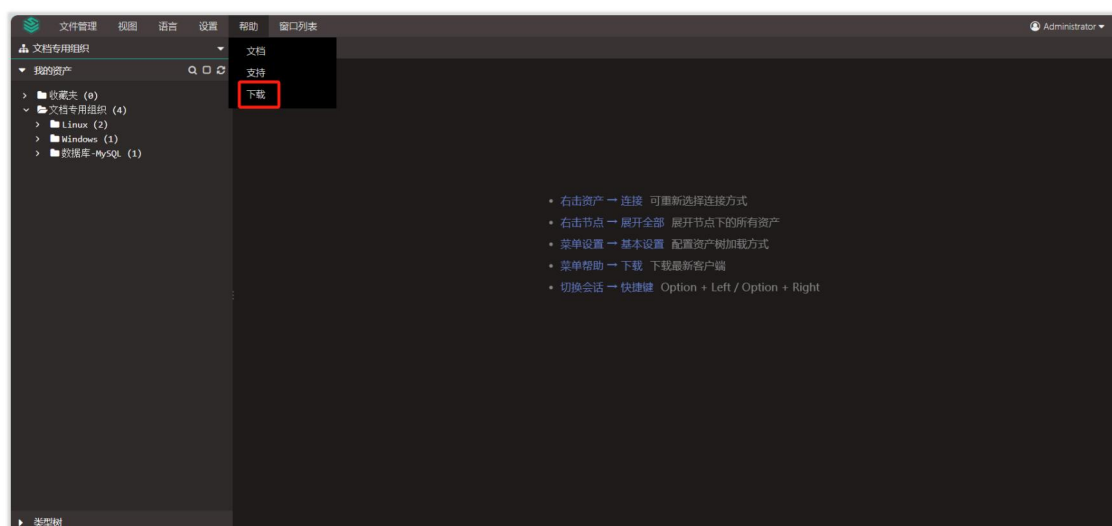 文件管理 视图 语言 设置 帮助 窗口列表 Administrator
文档专用组织
文档
支持
下载
我的资产
收藏夹 (0)
文档专用组织 (4)
Linux (2)
Windows (1)
数据库-MySQL (1)
• 右击资产 → 连接 可重新选择连接方式
• 右击节点 → 展开全部 展开节点下的所有资产
• 菜单设置 → 基本设置 配置资产树加载方式
• 菜单帮助 → 下载 下载最新客户端
• 切换会话 → 快捷键 Option + Left / Option + Right
类型树